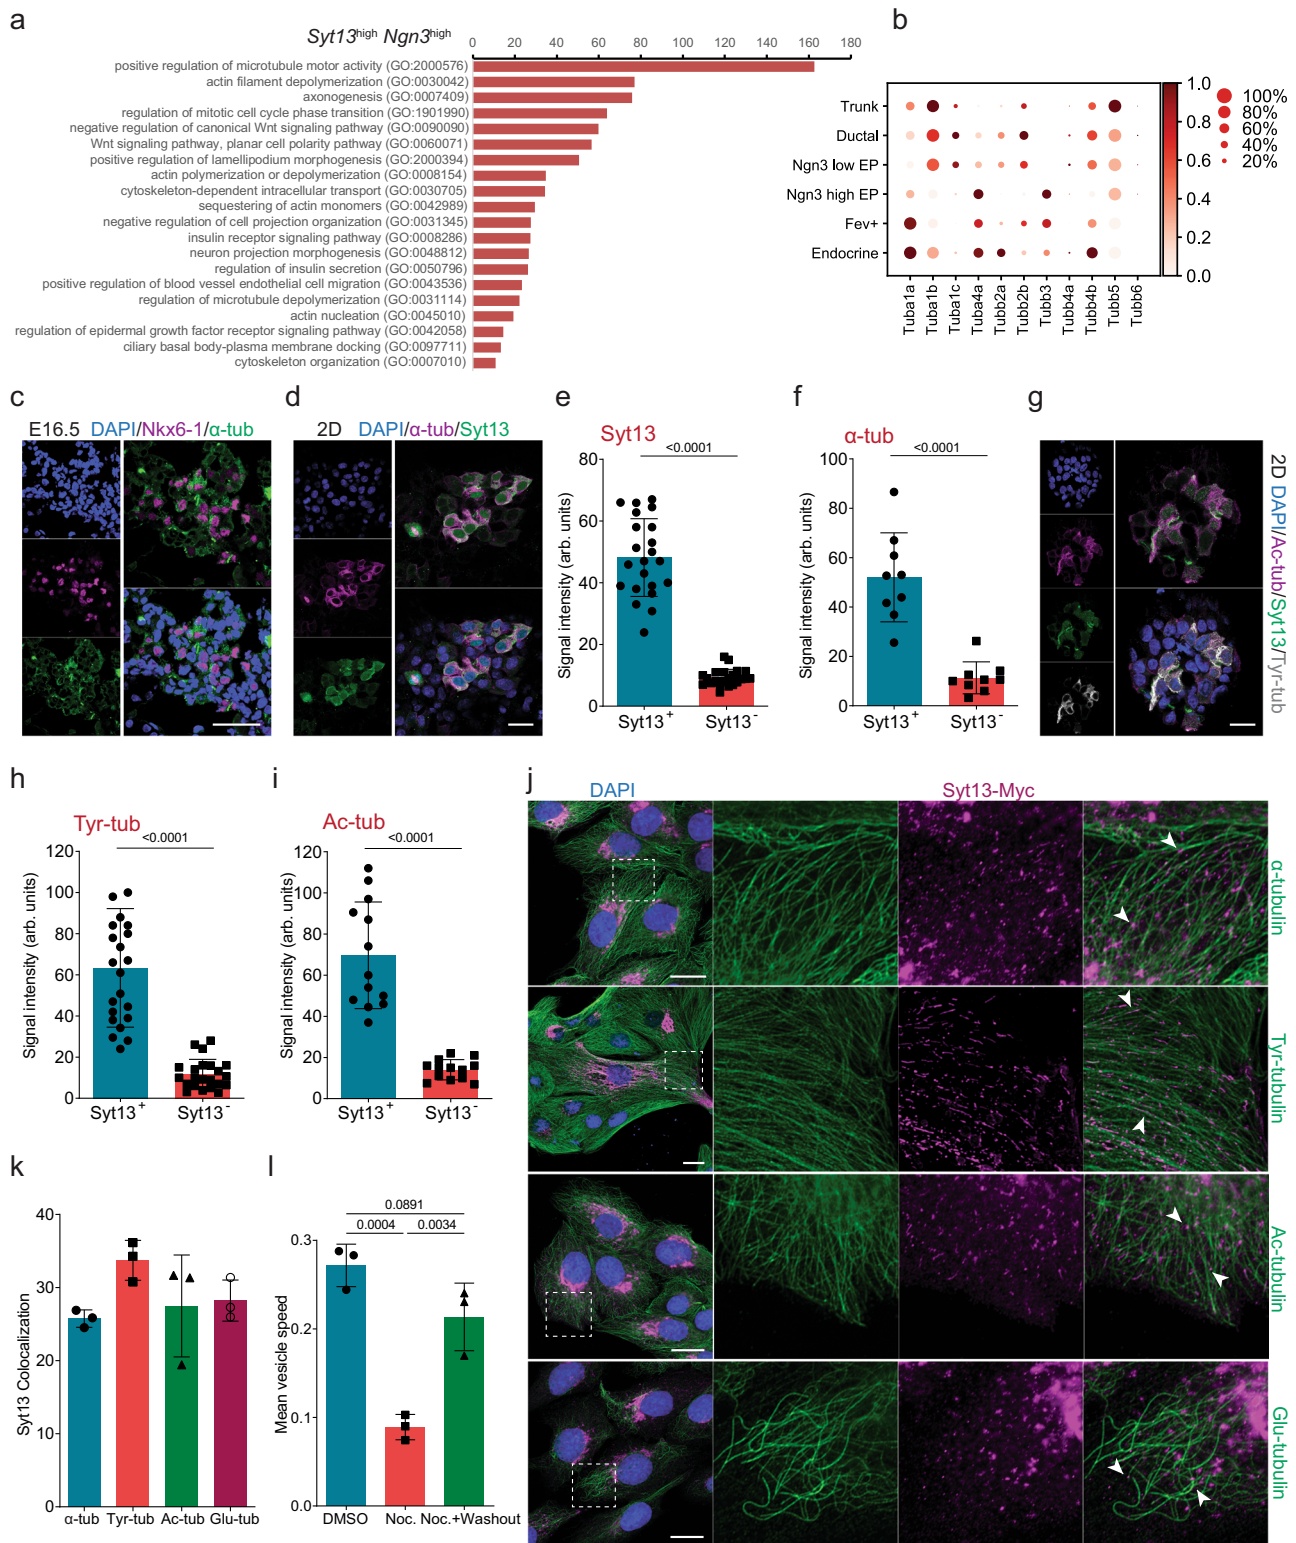 a
Syt13high Ngn3high
0 20 40 60 80 100 120 140 160 180
positive regulation of microtubule motor activity (GO:2000576)
actin filament depolymerization (GO:0030042)
axonogenesis (GO:0007409)
regulation of mitotic cell cycle phase transition (GO:1901990)
negative regulation of canonical Wnt signaling pathway (GO:0090090)
Wnt signaling pathway, planar cell polarity pathway (GO:0060071)
positive regulation of lamellipodium morphogenesis (GO:2000394)
actin polymerization or depolymerization (GO:0008154)
cytoskeleton-dependent intracellular transport (GO:0030705)
sequestering of actin monomers (GO:0042989)
negative regulation of cell projection organization (GO:0031345)
insulin receptor signaling pathway (GO:0008286)
neuron projection morphogenesis (GO:0048812)
regulation of insulin secretion (GO:0050796)
positive regulation of blood vessel endothelial cell migration (GO:0043536)
regulation of microtubule depolymerization (GO:0031114)
actin nucleation (GO:0045010)
regulation of epidermal growth factor receptor signaling pathway (GO:0042058)
ciliary basal body-plasma membrane docking (GO:0097711)
cytoskeleton organization (GO:0007010)
b
Trunk
Ductal
Ngn3 low EP
Ngn3 high EP
Fev+
Endocrine
Tuba1a
Tuba1b
Tuba1c
Tuba4a
Tubb2a
Tubb2b
Tubb3
Tubb4a
Tubb4b
Tubb5
Tubb6
1.0
0.8
0.6
0.4
0.2
0.0
100%
80%
60%
40%
20%
c
E16.5 DAPI/Nkx6-1/α-tub
d
2D DAPI/α-tub/Syt13
e
Syt13
<0.0001
Signal intensity (arb. units)
80
60
40
20
0
Syt13+ Syt13-
f
α-tub
<0.0001
Signal intensity (arb. units)
100
80
60
40
20
0
Syt13+ Syt13-
g
2D DAPI/Ac-tub/Syt13/Tyr-tub
h
Tyr-tub
<0.0001
Signal intensity (arb. units)
120
100
80
60
40
20
0
Syt13+ Syt13-
i
Ac-tub
<0.0001
Signal intensity (arb. units)
120
100
80
60
40
20
0
Syt13+ Syt13-
j
DAPI
Syt13-Myc
α-tubulin
Tyr-tubulin
Ac-tubulin
Glu-tubulin
k
Syt13 Colocalization
40
30
20
10
0
α-tub Tyr-tub Ac-tub Glu-tub
l
0.0891
0.0004 0.0034
Mean vesicle speed
0.3
0.2
0.1
0.0
DMSO Noc. Noc.+Washout